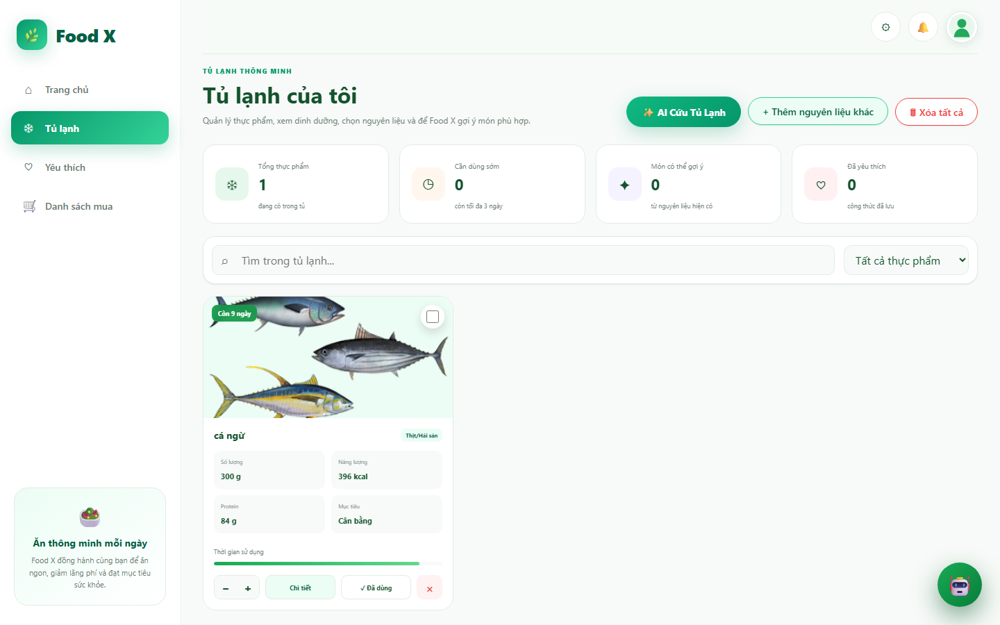 Food X
Trang chủ
Tủ lạnh
Yêu thích
Danh sách mua
Ăn thông minh mỗi ngày
Food X đồng hành cùng bạn để ăn
ngon, giảm lãng phí và đạt mục tiêu
sức khỏe.
TỦ LẠNH THÔNG MINH
Tủ lạnh của tôi
Quản lý thực phẩm, xem dinh dưỡng, chọn nguyên liệu và để Food X gợi ý món phù hợp.
✨ AI Cứu Tủ Lạnh
+ Thêm nguyên liệu khác
Xóa tất cả
Tổng thực phẩm
1
đang có trong tủ
Cần dùng sớm
0
còn tối đa 3 ngày
Món có thể gợi ý
0
từ nguyên liệu hiện có
Đã yêu thích
0
công thức đã lưu
Tìm trong tủ lạnh...
Tất cả thực phẩm
Còn 9 ngày
cá ngừ
Thịt/Hải sản
Số lượng
300 g
Năng lượng
396 kcal
Protein
84 g
Mục tiêu
Cân bằng
Thời gian sử dụng
− +
Chi tiết
✓ Đã dùng
×